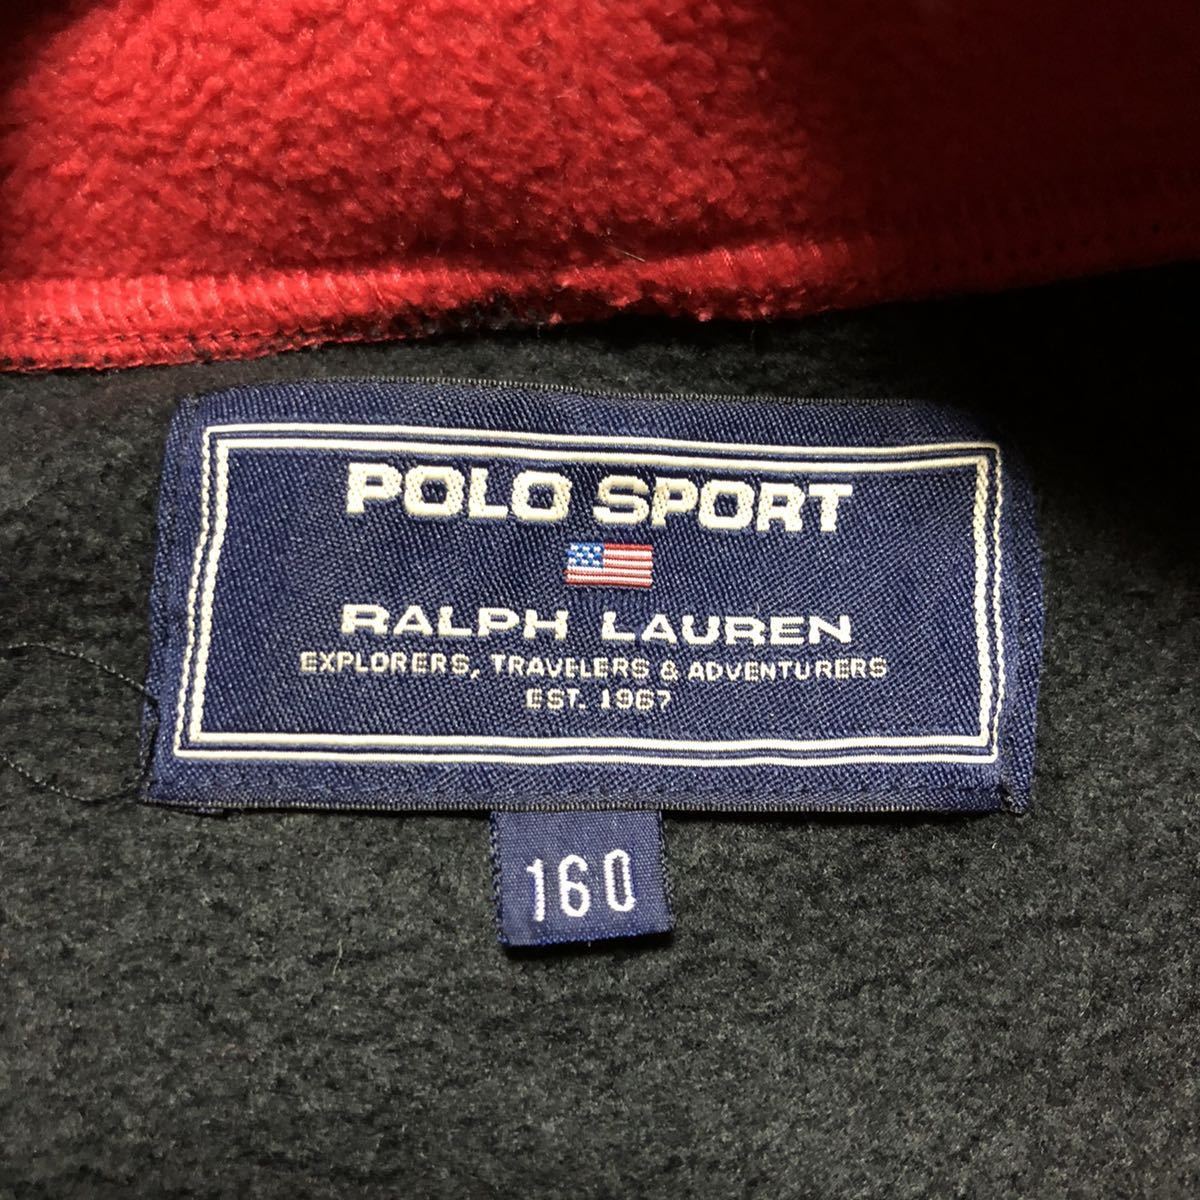 POLO SPORT
RALPH LAUREN
EXPLORERS, TRAVELERS & ADVENTURERS
EST. 1967
160